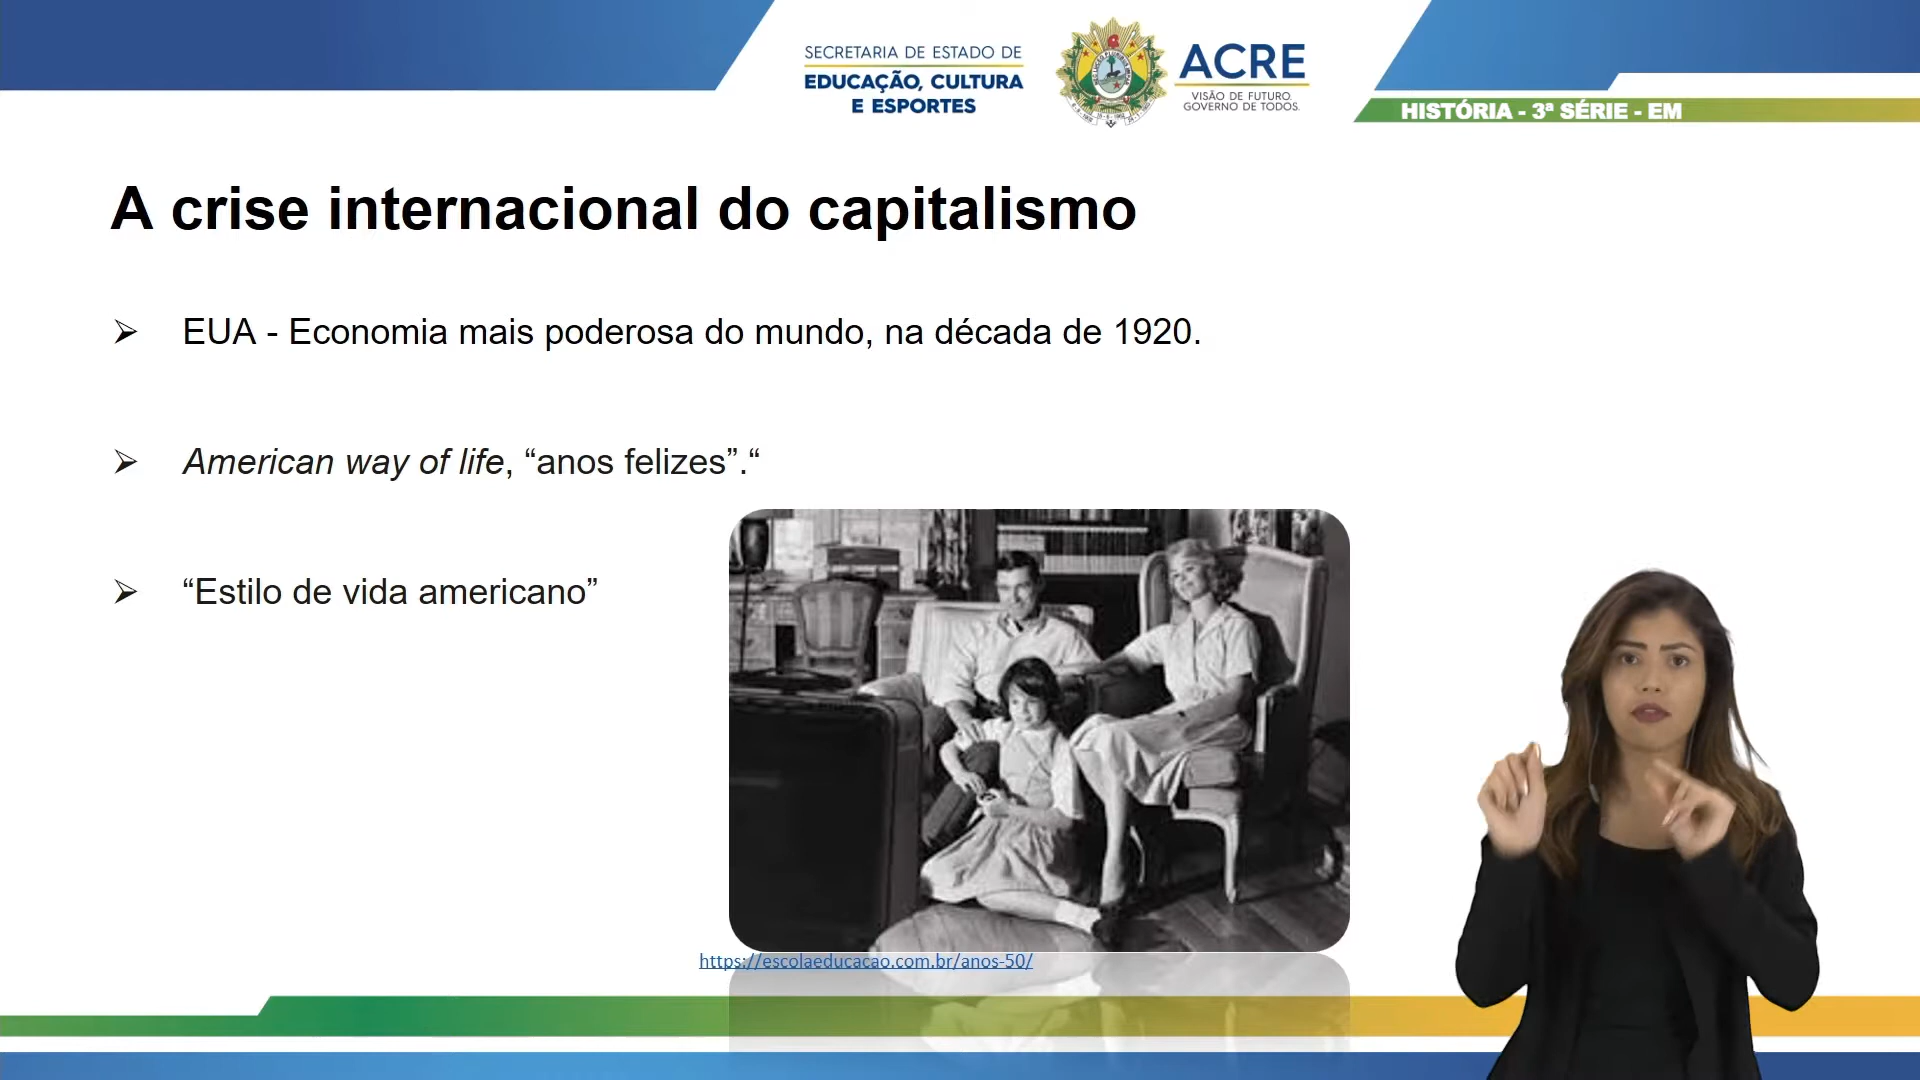 SECRETARIA DE ESTADO DE
EDUCAÇÃO, CULTURA
E ESPORTES
ACRE
VISÃO DE FUTURO.
GOVERNO DE TODOS.
HISTÓRIA - 3ª SÉRIE - EM
A crise internacional do capitalismo
➢ EUA - Economia mais poderosa do mundo, na década de 1920.
➢ American way of life, “anos felizes”.“
➢ “Estilo de vida americano”
https://escolaeducacao.com.br/anos-50/